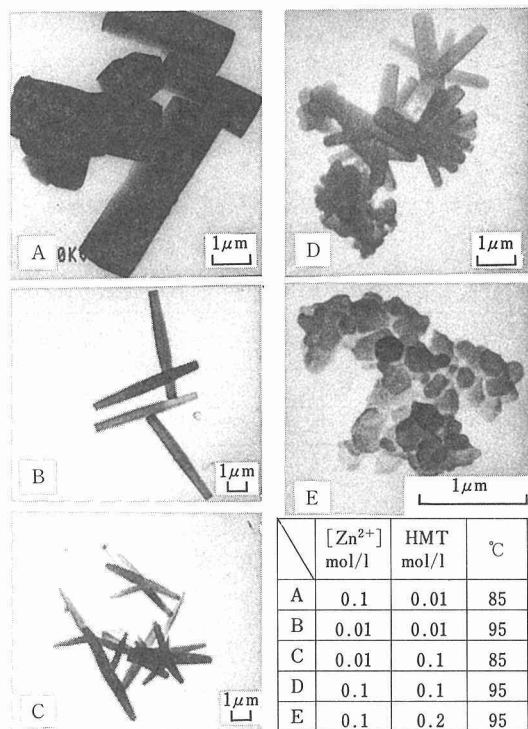 A 0K
1μm
D
1μm
B
1μm
E
1μm
C
1μm
[Zn²⁺] mol/l HMT mol/l ℃
A 0.1 0.01 85
B 0.01 0.01 95
C 0.01 0.1 85
D 0.1 0.1 95
E 0.1 0.2 95